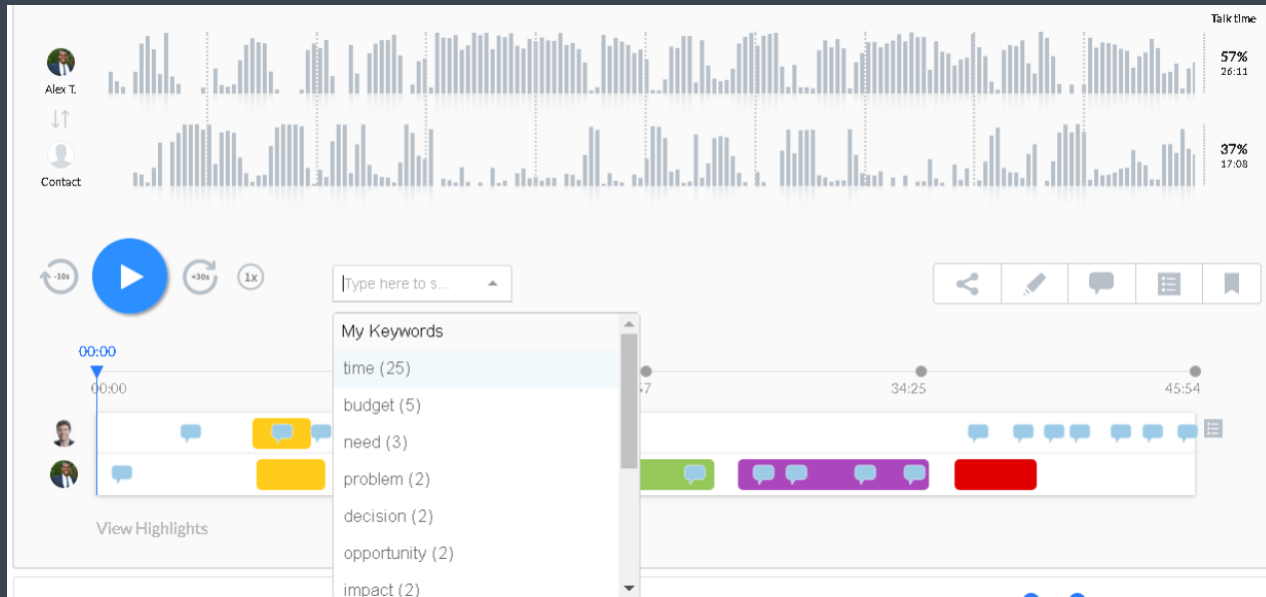 Talk time
57%
26:11
Alex T.
37%
17:08
Contact
-10s
+30s
1x
Type here to s...
My Keywords
00:00
time (25)
00:00
34:25
45:54
budget (5)
need (3)
problem (2)
decision (2)
View Highlights
opportunity (2)
impact (2)